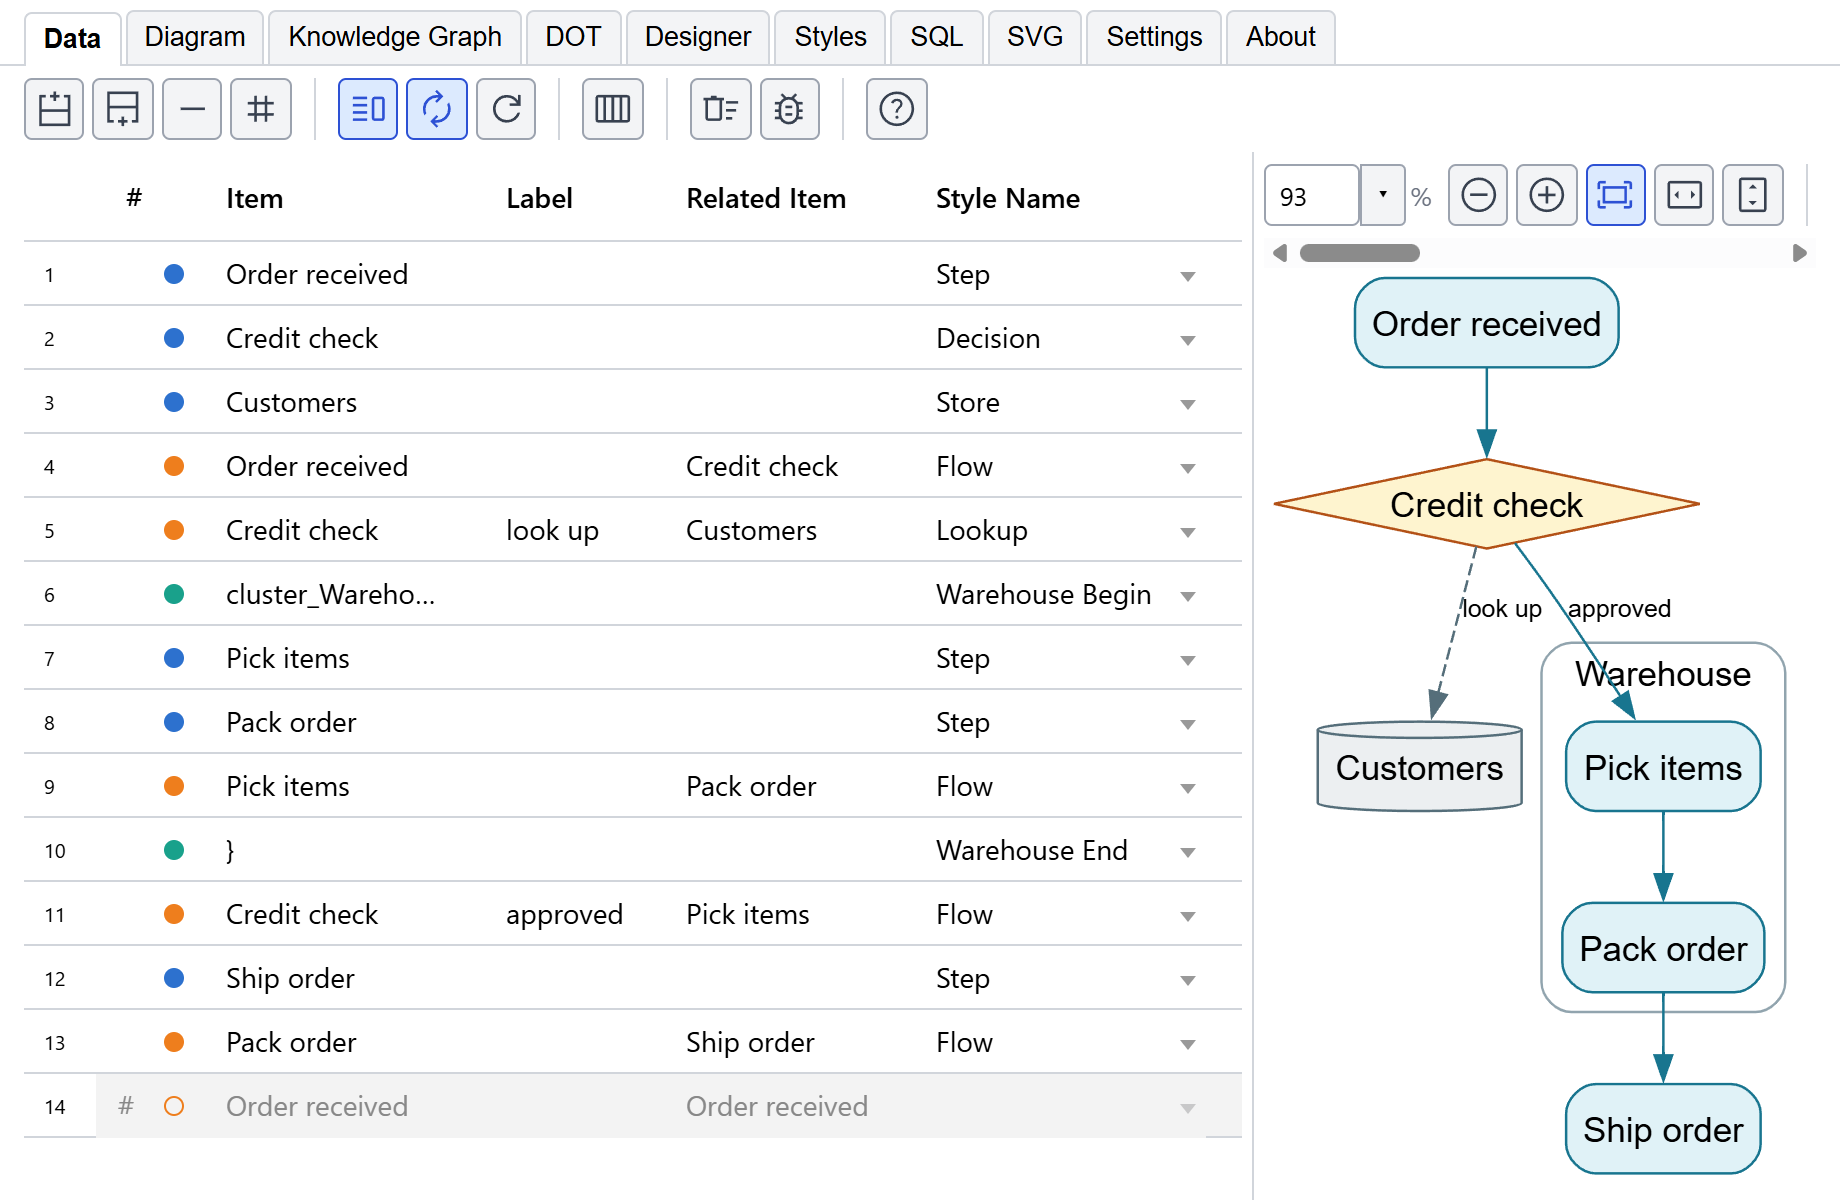 Data Diagram Knowledge Graph DOT Designer Styles SQL SVG Settings About
# Item Label Related Item Style Name
1 Order received Step
2 Credit check Decision
3 Customers Store
4 Order received Credit check Flow
5 Credit check look up Customers Lookup
6 cluster_Wareho... Warehouse Begin
7 Pick items Step
8 Pack order Step
9 Pick items Pack order Flow
10 } Warehouse End
11 Credit check approved Pick items Flow
12 Ship order Step
13 Pack order Ship order Flow
14 # Order received Order received
93 %
Order received
Credit check
look up approved
Warehouse
Customers Pick items
Pack order
Ship order